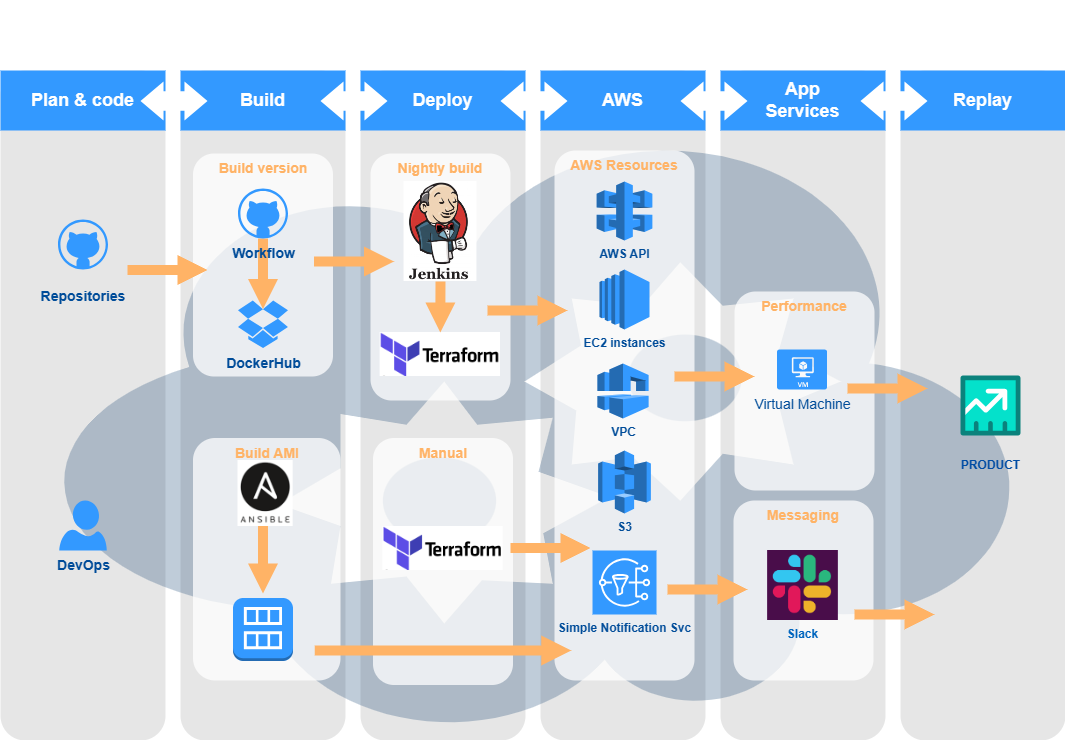 Plan & code
Build
Deploy
AWS
App
Services
Replay
Repositories
DevOps
Build version
Workflow
DockerHub
Build AMI
ANSIBLE
Nightly build
Jenkins
Terraform
Manual
Terraform
AWS Resources
AWS API
EC2 instances
VPC
S3
Simple Notification Svc
Performance
VM
Virtual Machine
Messaging
Slack
PRODUCT